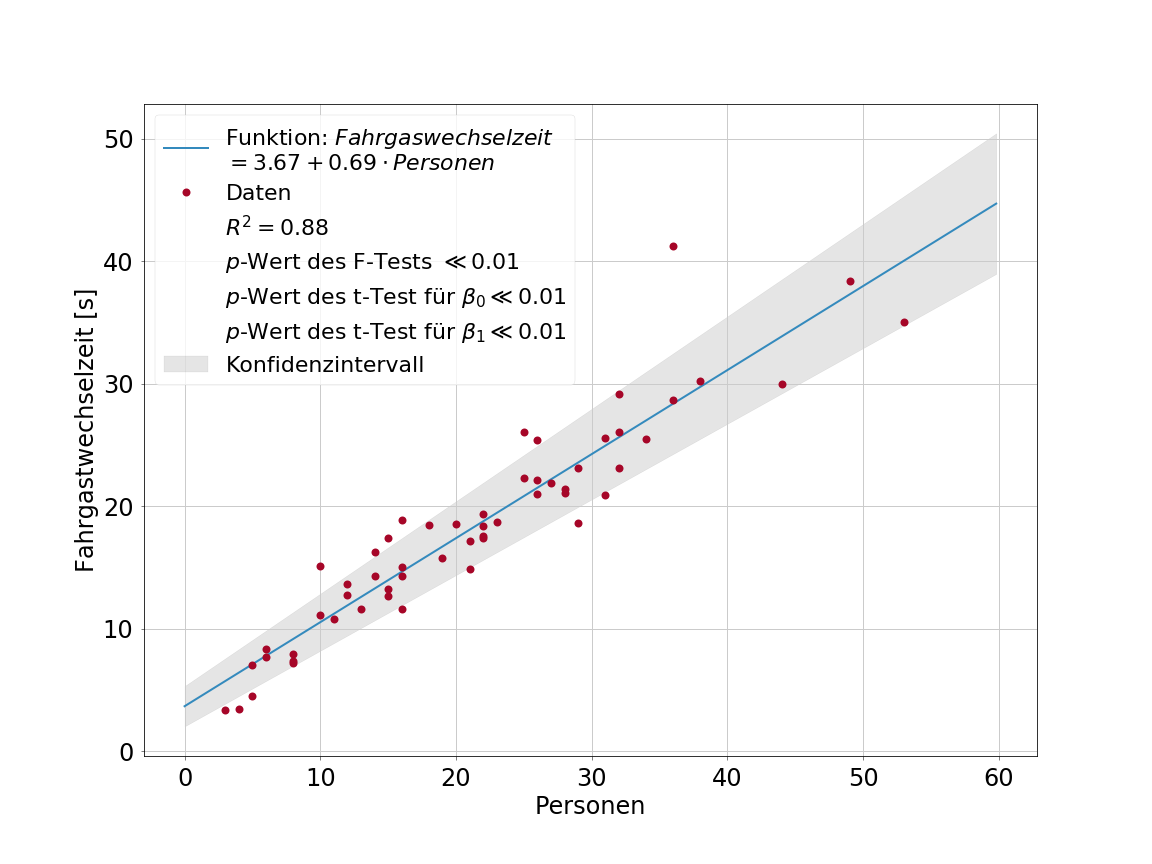 Funktion: Fahrgaswechselzeit
= 3.67 + 0.69 · Personen
Daten
R² = 0.88
p-Wert des F-Tests ≪ 0.01
p-Wert des t-Test für β₀ ≪ 0.01
p-Wert des t-Test für β₁ ≪ 0.01
Konfidenzintervall
Fahrgastwechselzeit [s]
50
40
30
20
10
0
0 10 20 30 40 50 60
Personen